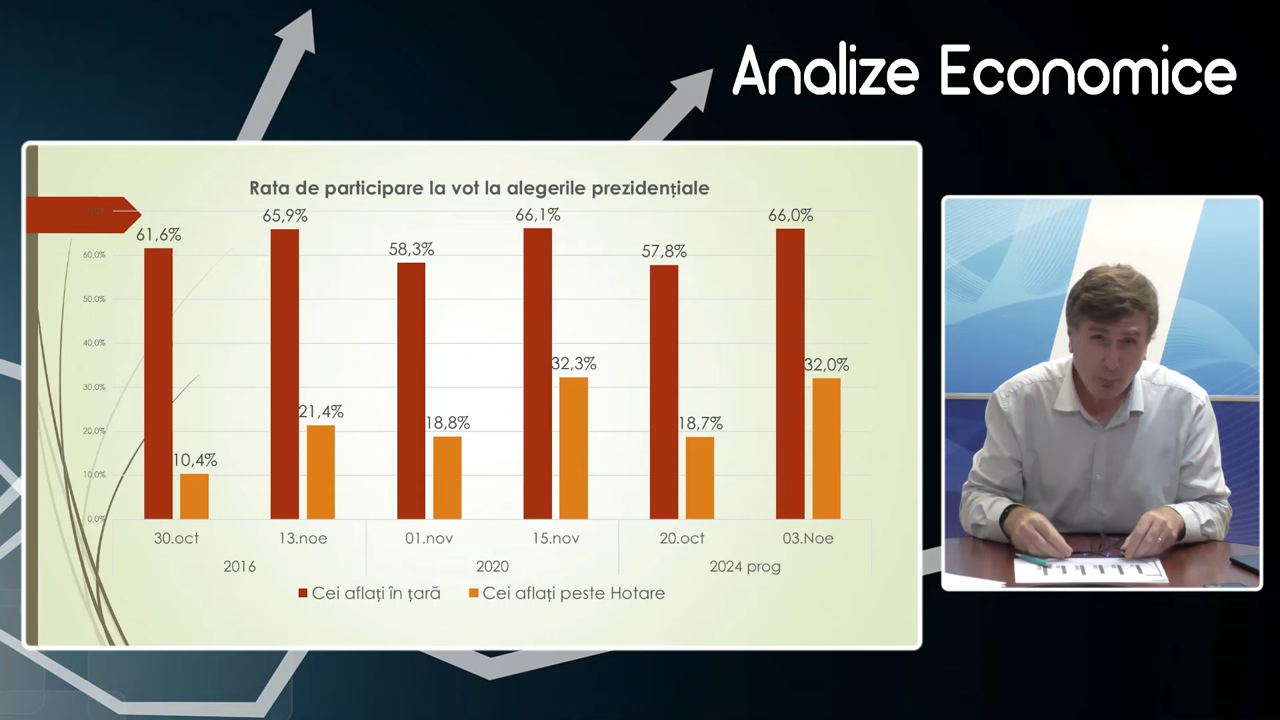 Analize Economice
Rata de participare la vot la alegerile prezidențiale
61,6%
65,9%
58,3%
66,1%
57,8%
66,0%
10,4%
21,4%
18,8%
32,3%
18,7%
32,0%
60,0%
50,0%
40,0%
30,0%
20,0%
10,0%
0,0%
30.oct
13.noe
01.nov
15.nov
20.oct
03.Noe
2016
2020
2024 prog
Cei aflați în țară
Cei aflați peste Hotare